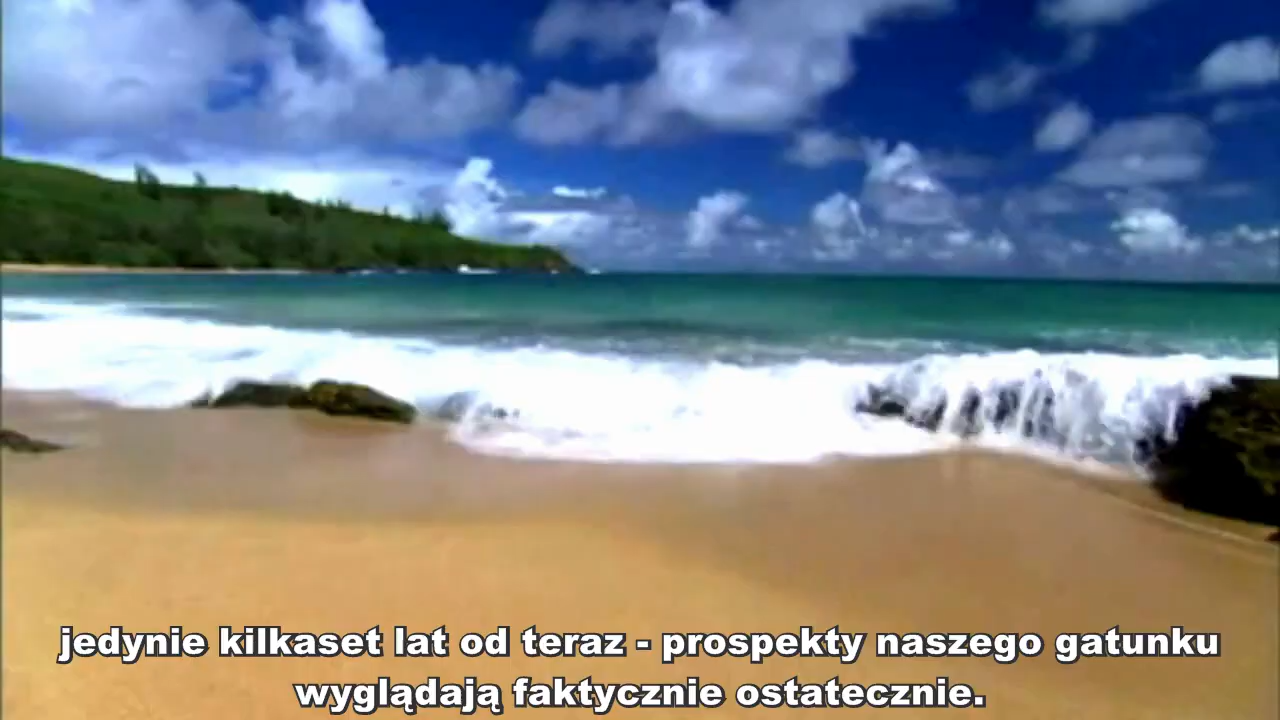 jedynie kilkaset lat od teraz - prospekty naszego gatunku
wyglądają faktycznie ostatecznie.